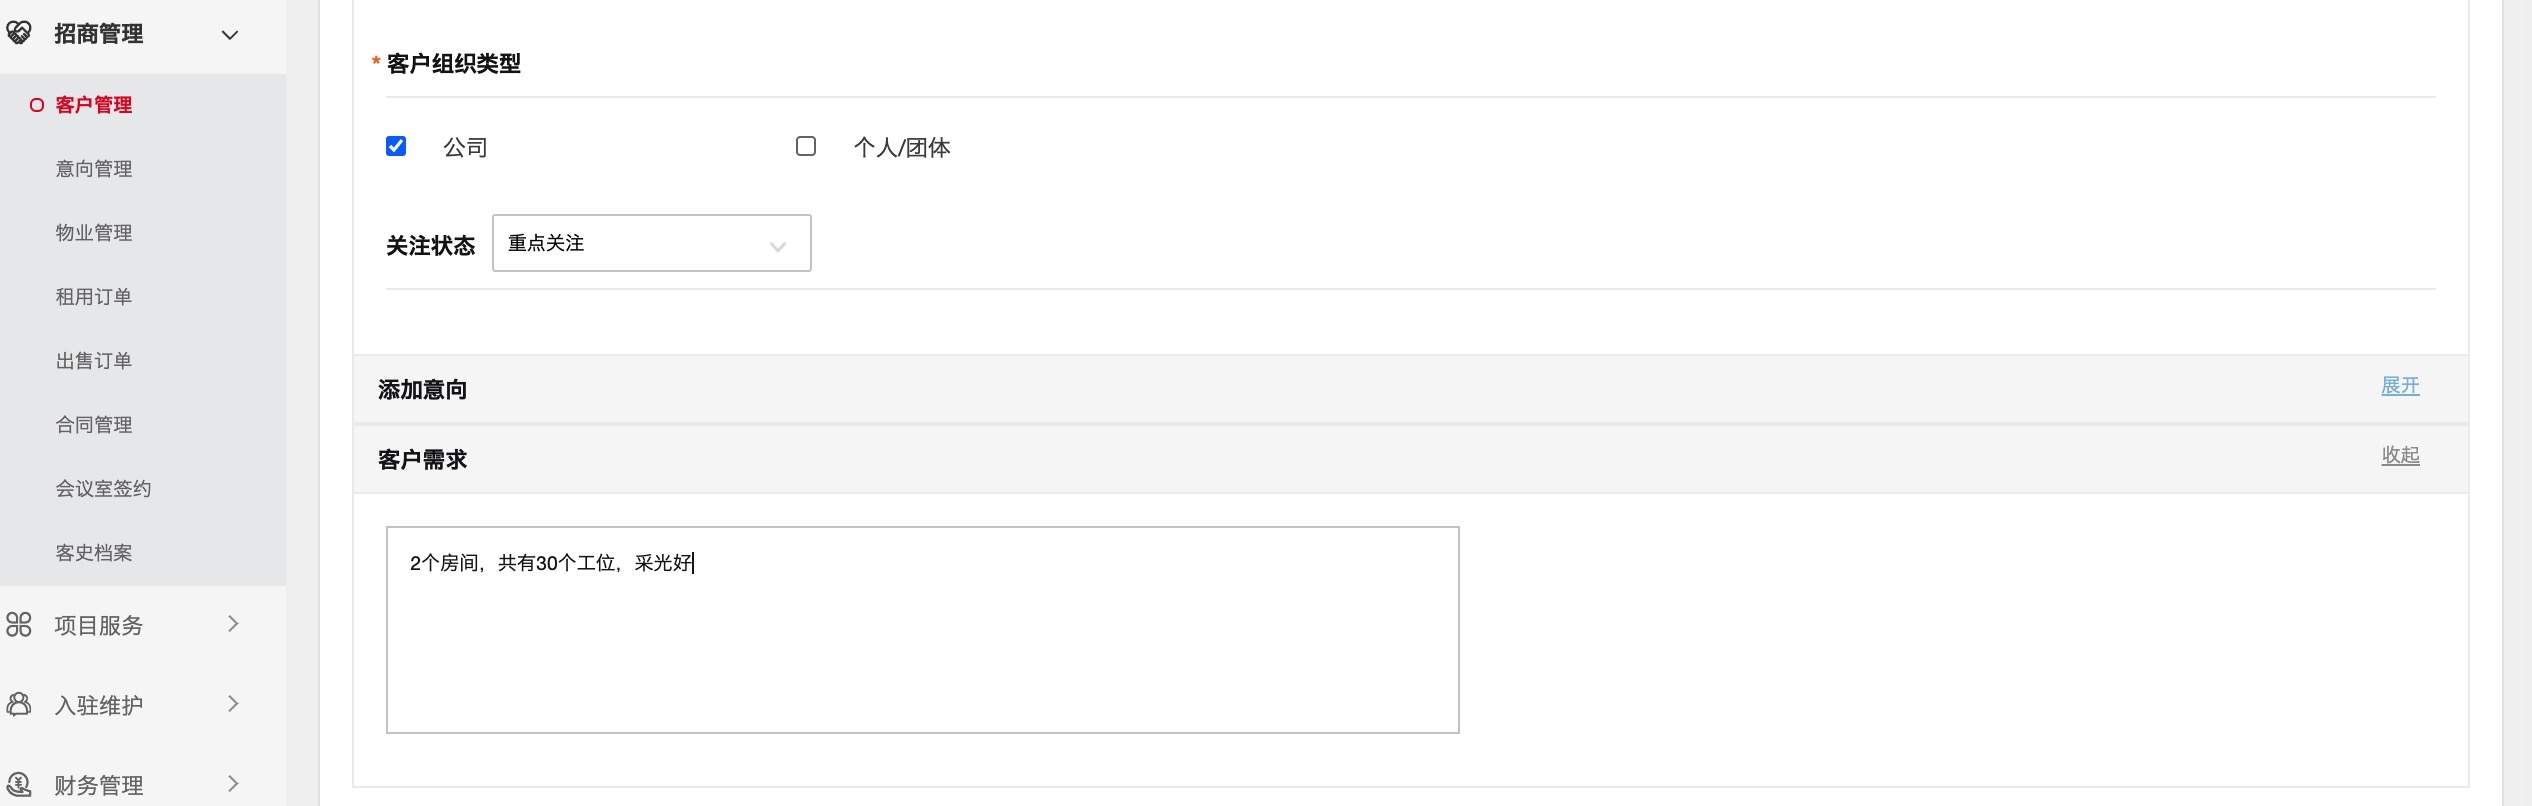 招商管理
客户管理
意向管理
物业管理
租用订单
出售订单
合同管理
会议室签约
客史档案
项目服务
入驻维护
财务管理
* 客户组织类型
公司 个人/团体
关注状态 重点关注
添加意向 展开
客户需求 收起
2个房间，共有30个工位，采光好